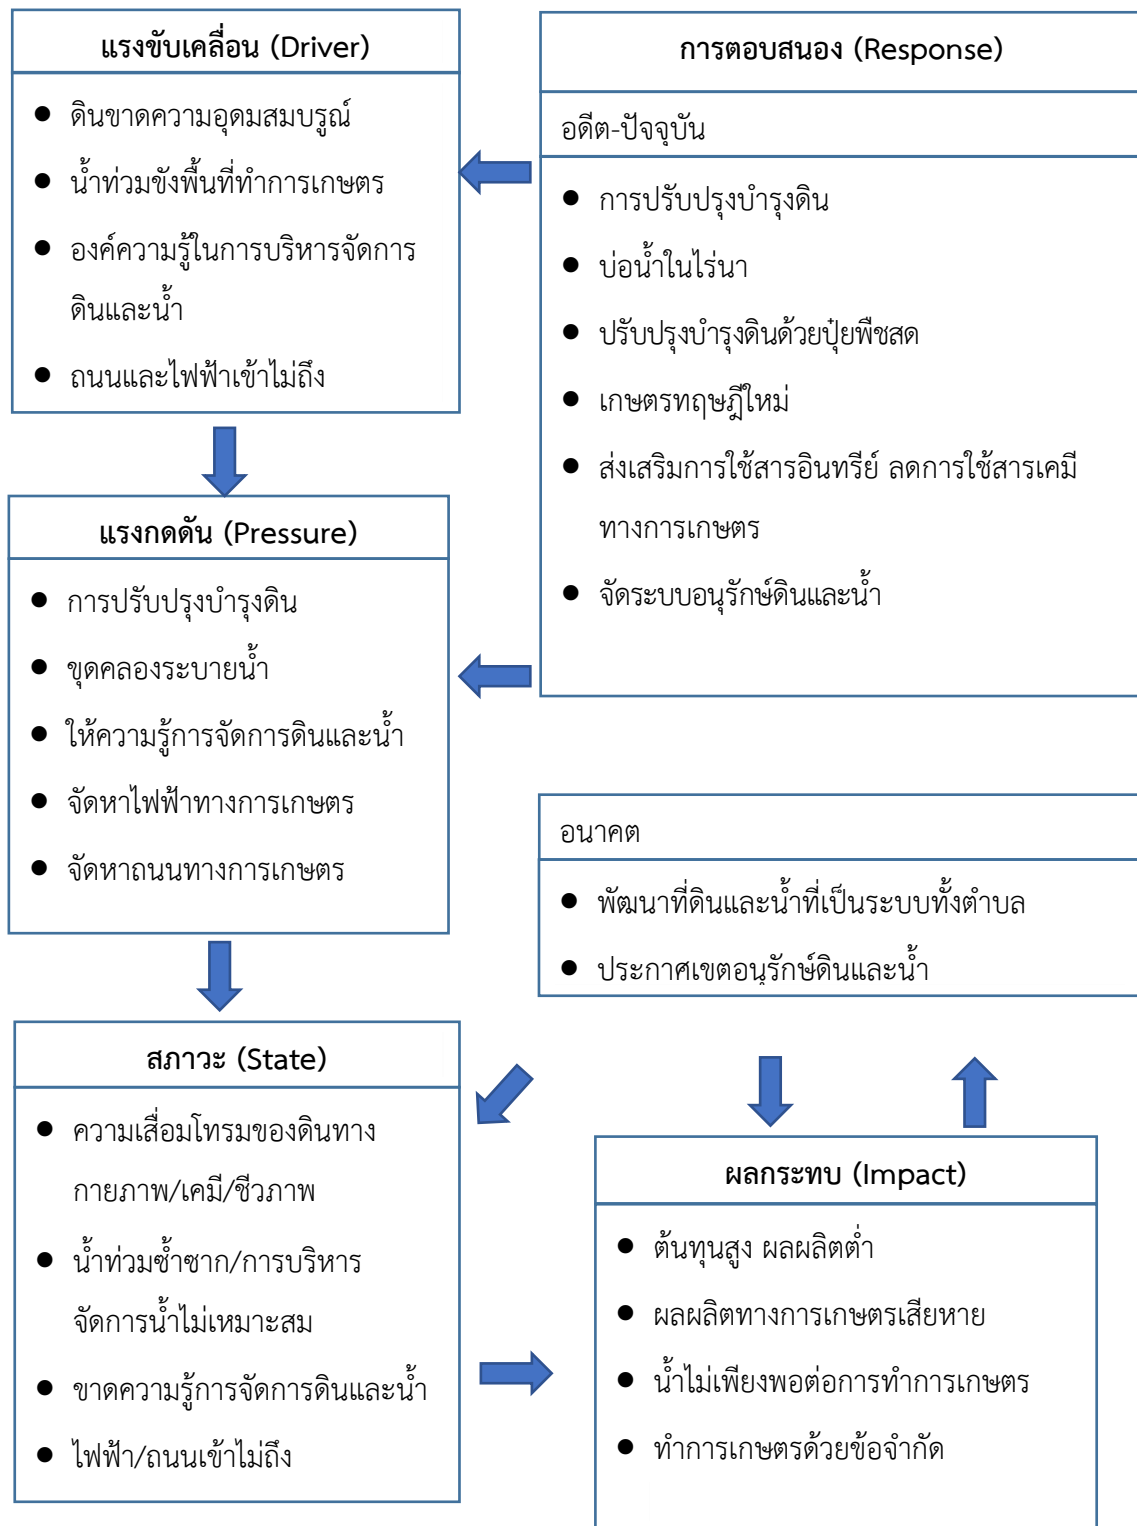 แรงขับเคลื่อน (Driver)
● ดินขาดความอุดมสมบรูณ์
● น้ำท่วมขังพื้นที่ทำการเกษตร
● องค์ความรู้ในการบริหารจัดการ
ดินและน้ำ
● ถนนและไฟฟ้าเข้าไม่ถึง
การตอบสนอง (Response)
อดีต-ปัจจุบัน
● การปรับปรุงบำรุงดิน
● บ่อน้ำในไร่นา
● ปรับปรุงบำรุงดินด้วยปุ๋ยพืชสด
● เกษตรทฤษฎีใหม่
● ส่งเสริมการใช้สารอินทรีย์ ลดการใช้สารเคมี
ทางการเกษตร
● จัดระบบอนุรักษ์ดินและน้ำ
แรงกดดัน (Pressure)
● การปรับปรุงบำรุงดิน
● ขุดคลองระบายน้ำ
● ให้ความรู้การจัดการดินและน้ำ
● จัดหาไฟฟ้าทางการเกษตร
● จัดหาถนนทางการเกษตร
อนาคต
● พัฒนาที่ดินและน้ำที่เป็นระบบทั้งตำบล
● ประกาศเขตอนุรักษ์ดินและน้ำ
สภาวะ (State)
● ความเสื่อมโทรมของดินทาง
กายภาพ/เคมี/ชีวภาพ
● น้ำท่วมซ้ำซาก/การบริหาร
จัดการน้ำไม่เหมาะสม
● ขาดความรู้การจัดการดินและน้ำ
● ไฟฟ้า/ถนนเข้าไม่ถึง
ผลกระทบ (Impact)
● ต้นทุนสูง ผลผลิตต่ำ
● ผลผลิตทางการเกษตรเสียหาย
● น้ำไม่เพียงพอต่อการทำการเกษตร
● ทำการเกษตรด้วยข้อจำกัด